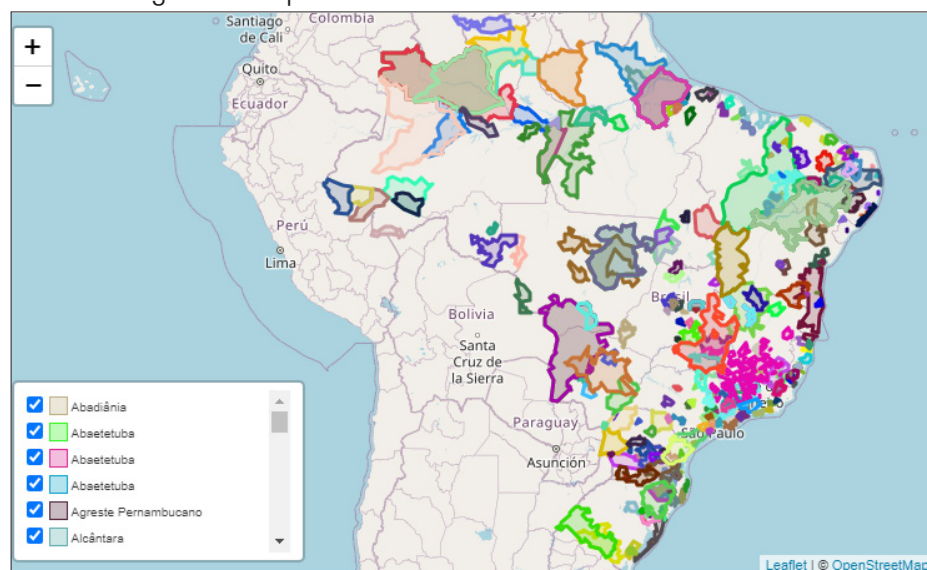 Colombia
Santiago
de Cali
Quito
Ecuador
Perú
Lima
Brasil
Bolivia
Santa
Cruz de
la Sierra
Paraguay
São Paulo
Asunción
+
−
Abadiânia
Abaetetuba
Abaetetuba
Abaetetuba
Agreste Pernambucano
Alcântara
Leaflet | © OpenStreetMap